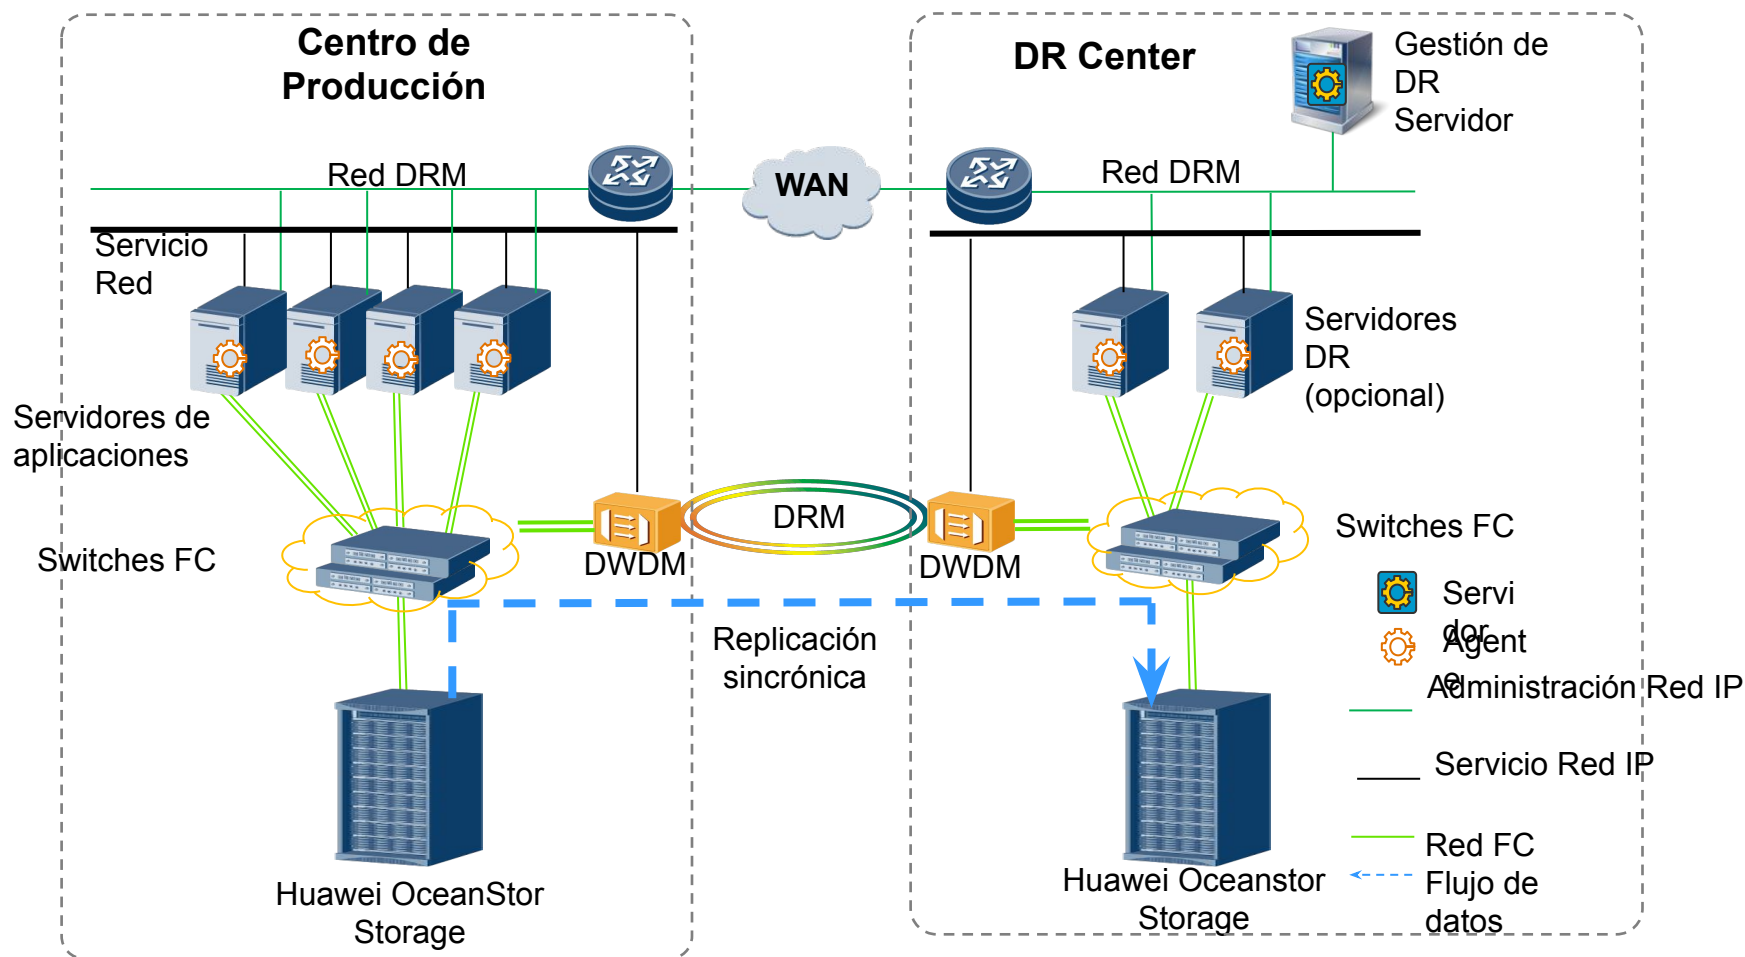 Centro de
Producción
DR Center
Gestión de
DR
Servidor
Red DRM
WAN
Red DRM
Servicio
Red
Servidores
DR
(opcional)
Servidores de
aplicaciones
DRM
Switches FC
DWDM
DWDM
Switches FC
Servi
dor
Agent
e
Replicación
sincrónica
Administración Red IP
Servicio Red IP
Red FC
Flujo de
datos
Huawei OceanStor
Storage
Huawei Oceanstor
Storage